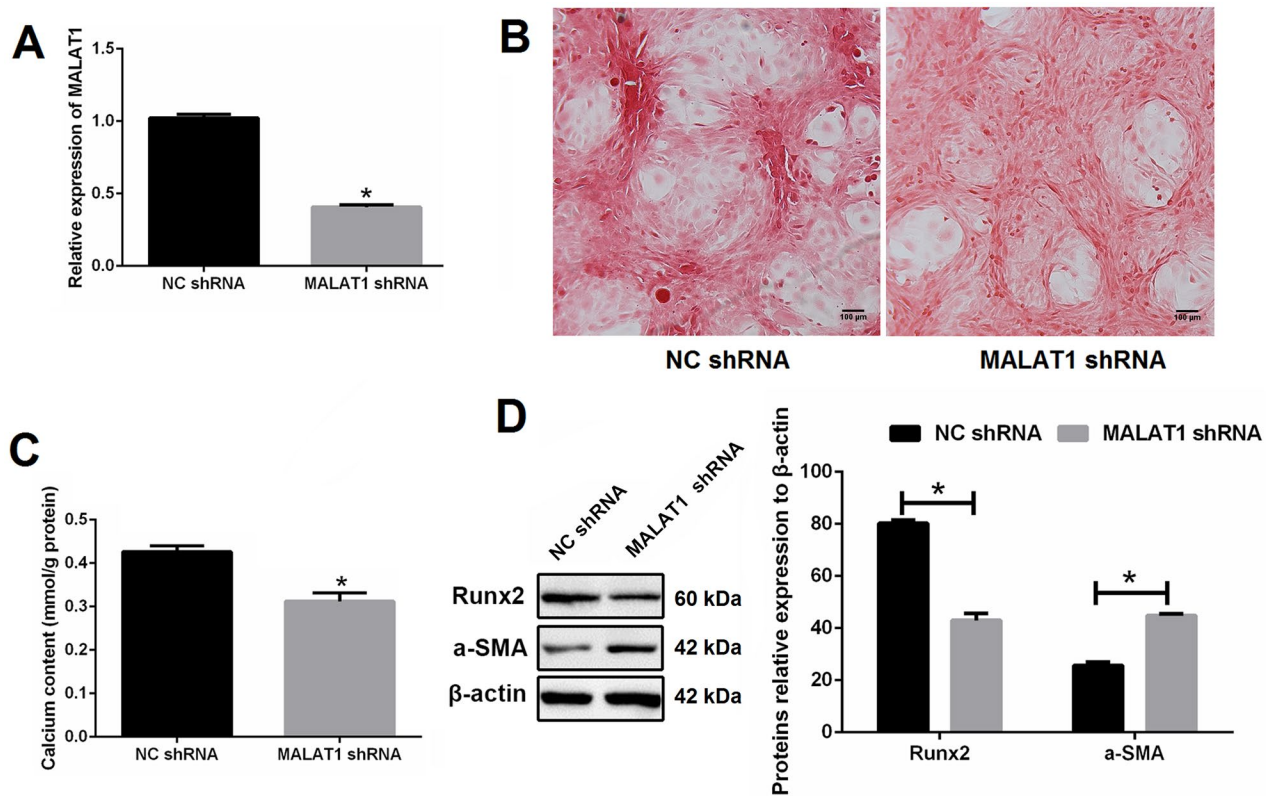 A
Relative expression of MALAT1
1.5
1.0
0.5
0.0
*
NC shRNA
MALAT1 shRNA
B
100 µm
100 µm
NC shRNA
MALAT1 shRNA
C
Calcium content (mmol/g protein)
0.5
0.4
0.3
0.2
0.1
0.0
*
NC shRNA
MALAT1 shRNA
D
NC shRNA
MALAT1 shRNA
Runx2
60 kDa
a-SMA
42 kDa
β-actin
42 kDa
NC shRNA
MALAT1 shRNA
Proteins relative expression to β-actin
100
80
60
40
20
0
*
*
Runx2
a-SMA